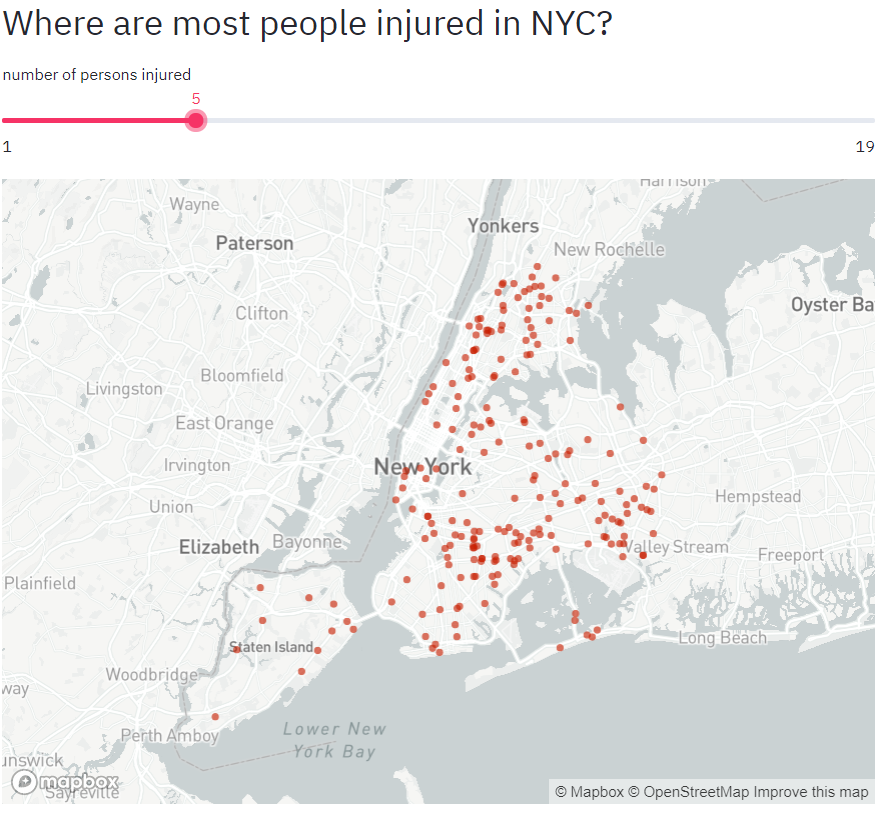 Where are most people injured in NYC?
number of persons injured
5
1
19
Harrison
Wayne
Yonkers
Paterson
New Rochelle
Oyster Ba
Clifton
Bloomfield
Livingston
East Orange
Irvington
New York
Hempstead
Union
Elizabeth
Bayonne
Valley Stream
Freeport
Plainfield
Long Beach
Staten Island
Woodbridge
way
Lower New
York Bay
Perth Amboy
unswick
mapbox
Sayreville
© Mapbox © OpenStreetMap Improve this map